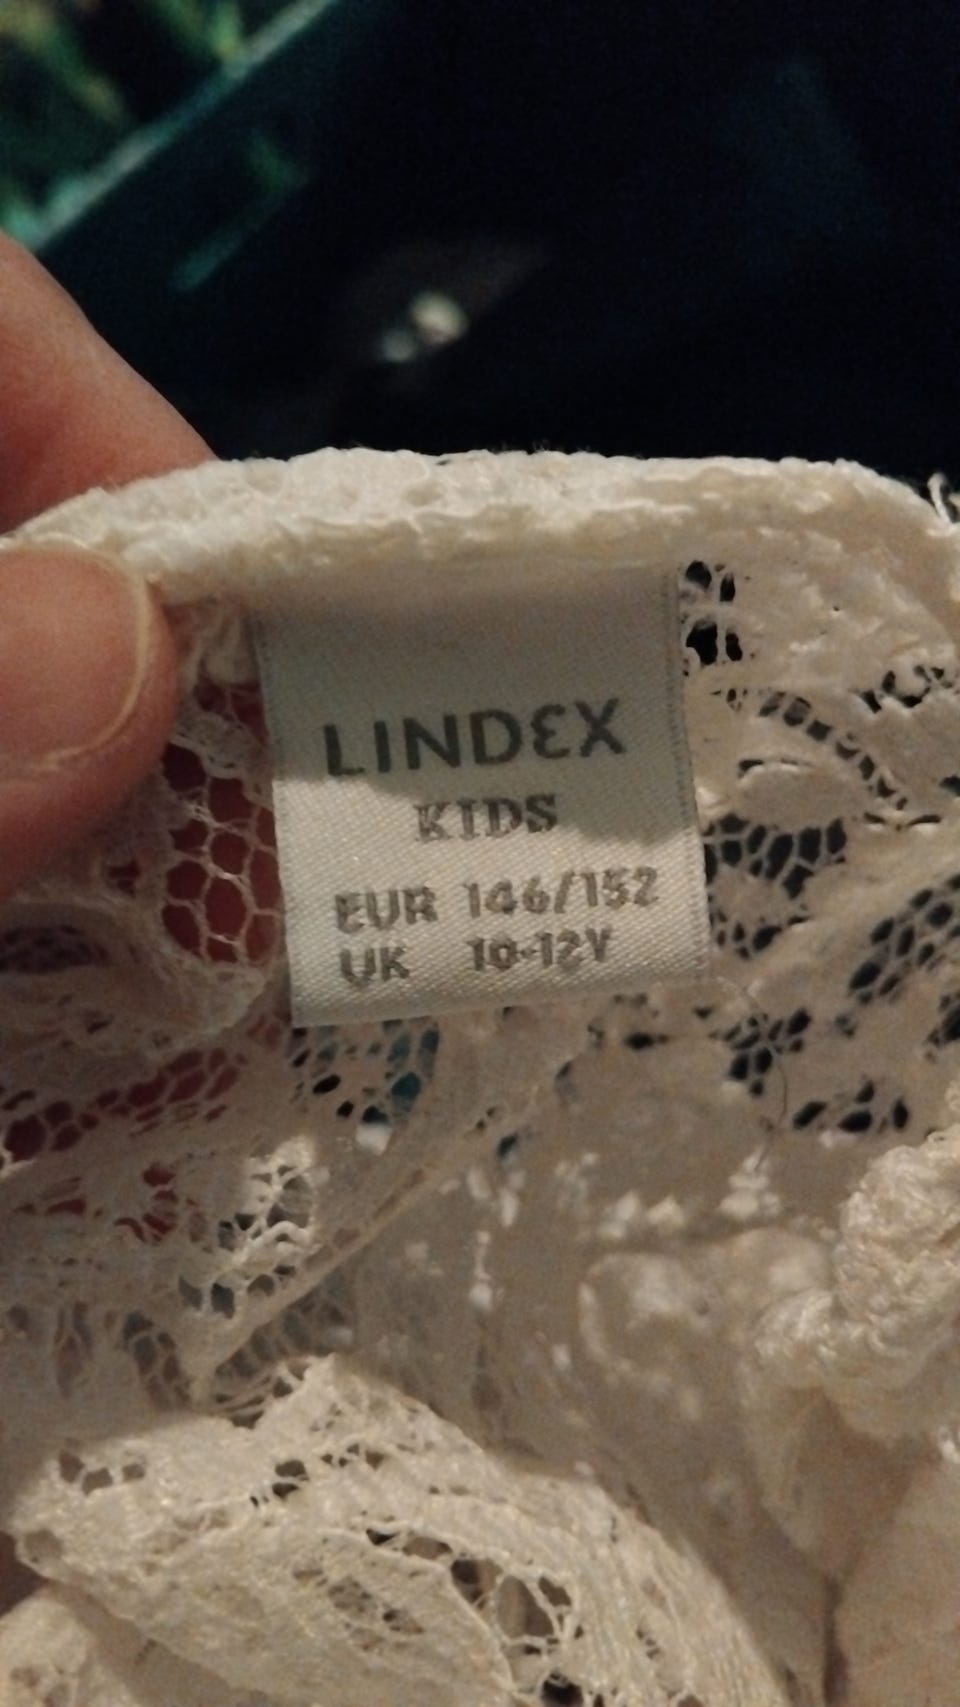 LINDEX
KIDS
EUR 146/152
UK 10-12Y